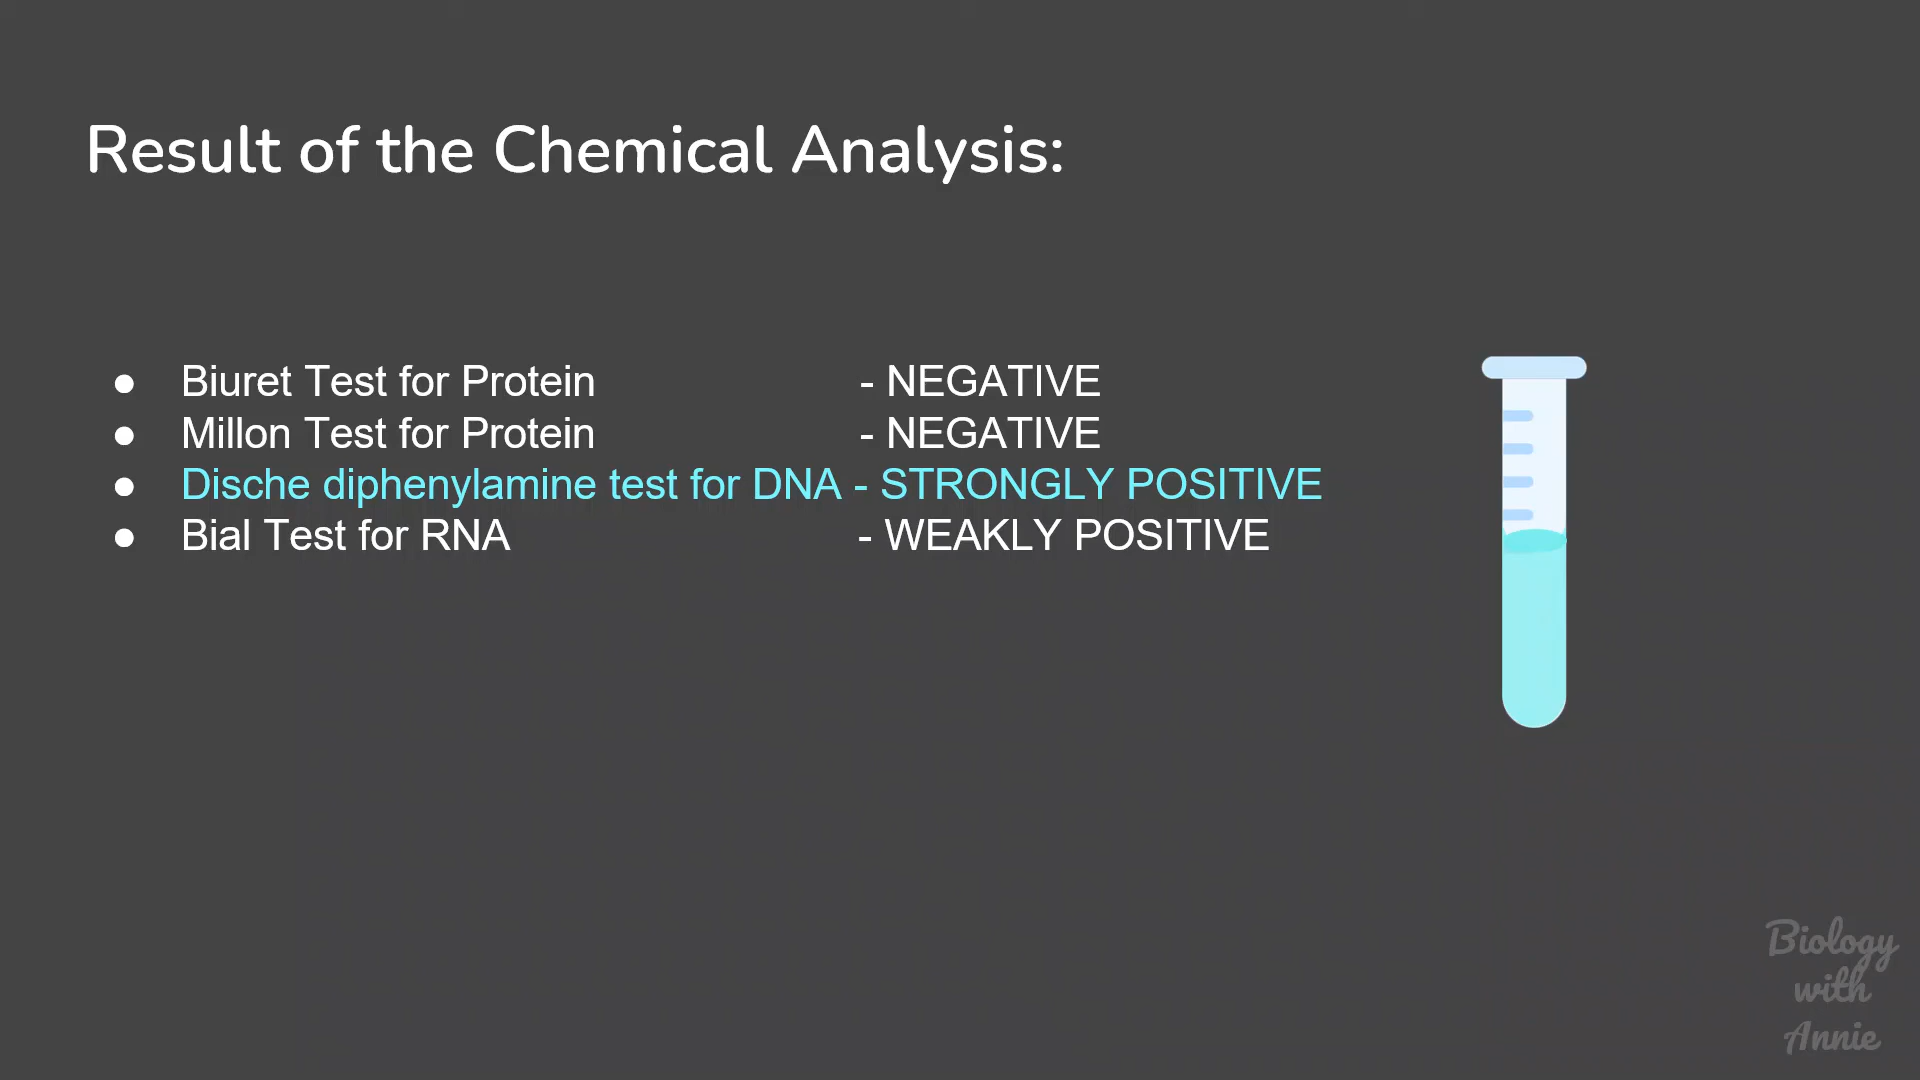 Result of the Chemical Analysis:
● Biuret Test for Protein - NEGATIVE
● Millon Test for Protein - NEGATIVE
● Dische diphenylamine test for DNA - STRONGLY POSITIVE
● Bial Test for RNA - WEAKLY POSITIVE
Biology
with
Annie